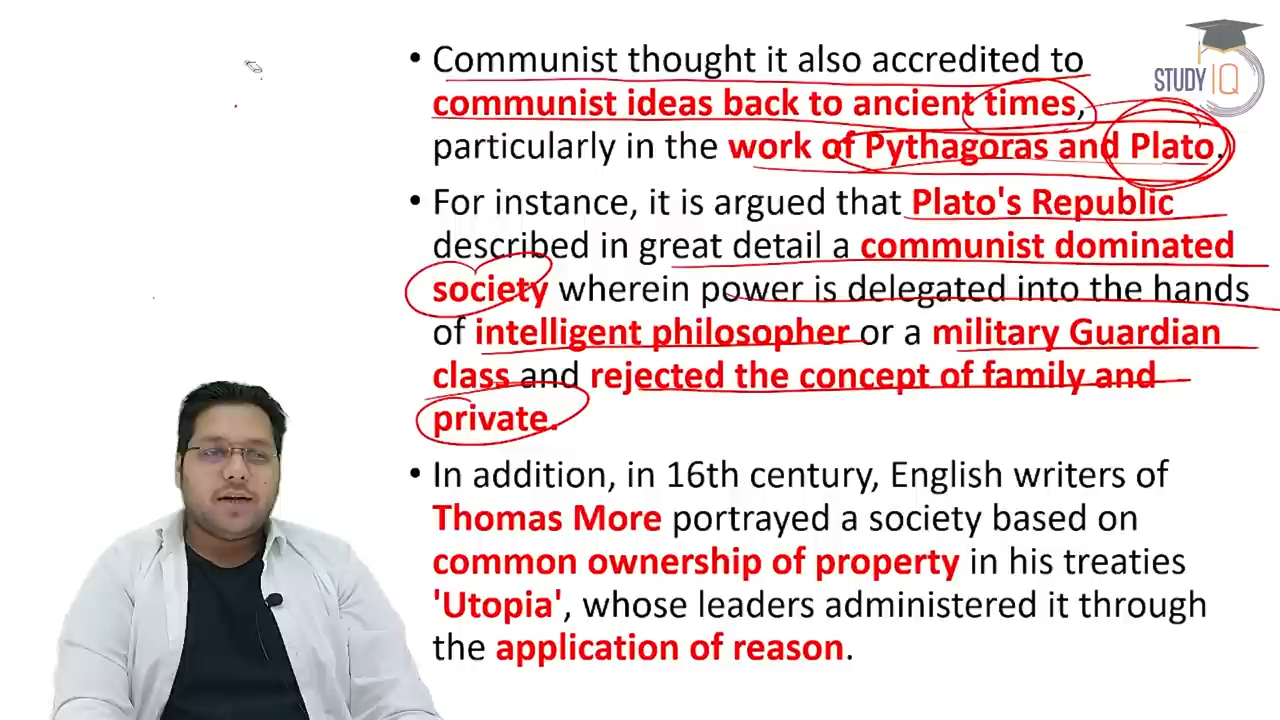 • Communist thought it also accredited to
communist ideas back to ancient times,
particularly in the work of Pythagoras and Plato.
• For instance, it is argued that Plato's Republic
described in great detail a communist dominated
society wherein power is delegated into the hands
of intelligent philosopher or a military Guardian
class and rejected the concept of family and
private.
• In addition, in 16th century, English writers of
Thomas More portrayed a society based on
common ownership of property in his treaties
'Utopia', whose leaders administered it through
the application of reason.
STUDY IQ